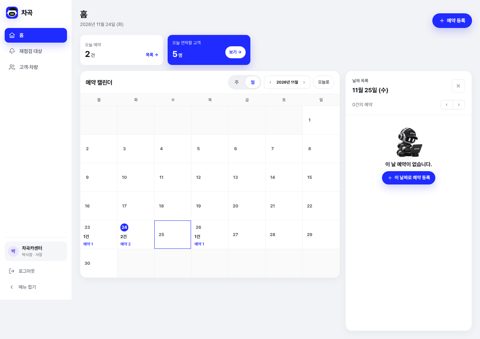 차곡
홈
재점검 대상
고객·차량
차곡카센터
로그아웃
메뉴 접기
홈
2026년 11월 24일 (화)
+ 예약 등록
오늘 예약
2건
목록 →
오늘 연락할 고객
5명
보기 →
예약 캘린더
주
월
‹ 2026년 11월 ›
오늘로
월 화 수 목 금 토 일
1
2 3 4 5 6 7 8
9 10 11 12 13 14 15
16 17 18 19 20 21 22
23 24 25 26 27 28 29
1건 2건 1건
예약 1 예약 2 예약 1
30
날짜 목록
11월 25일 (수)
0건의 예약
이 날 예약이 없습니다.
+ 이 날짜로 예약 등록